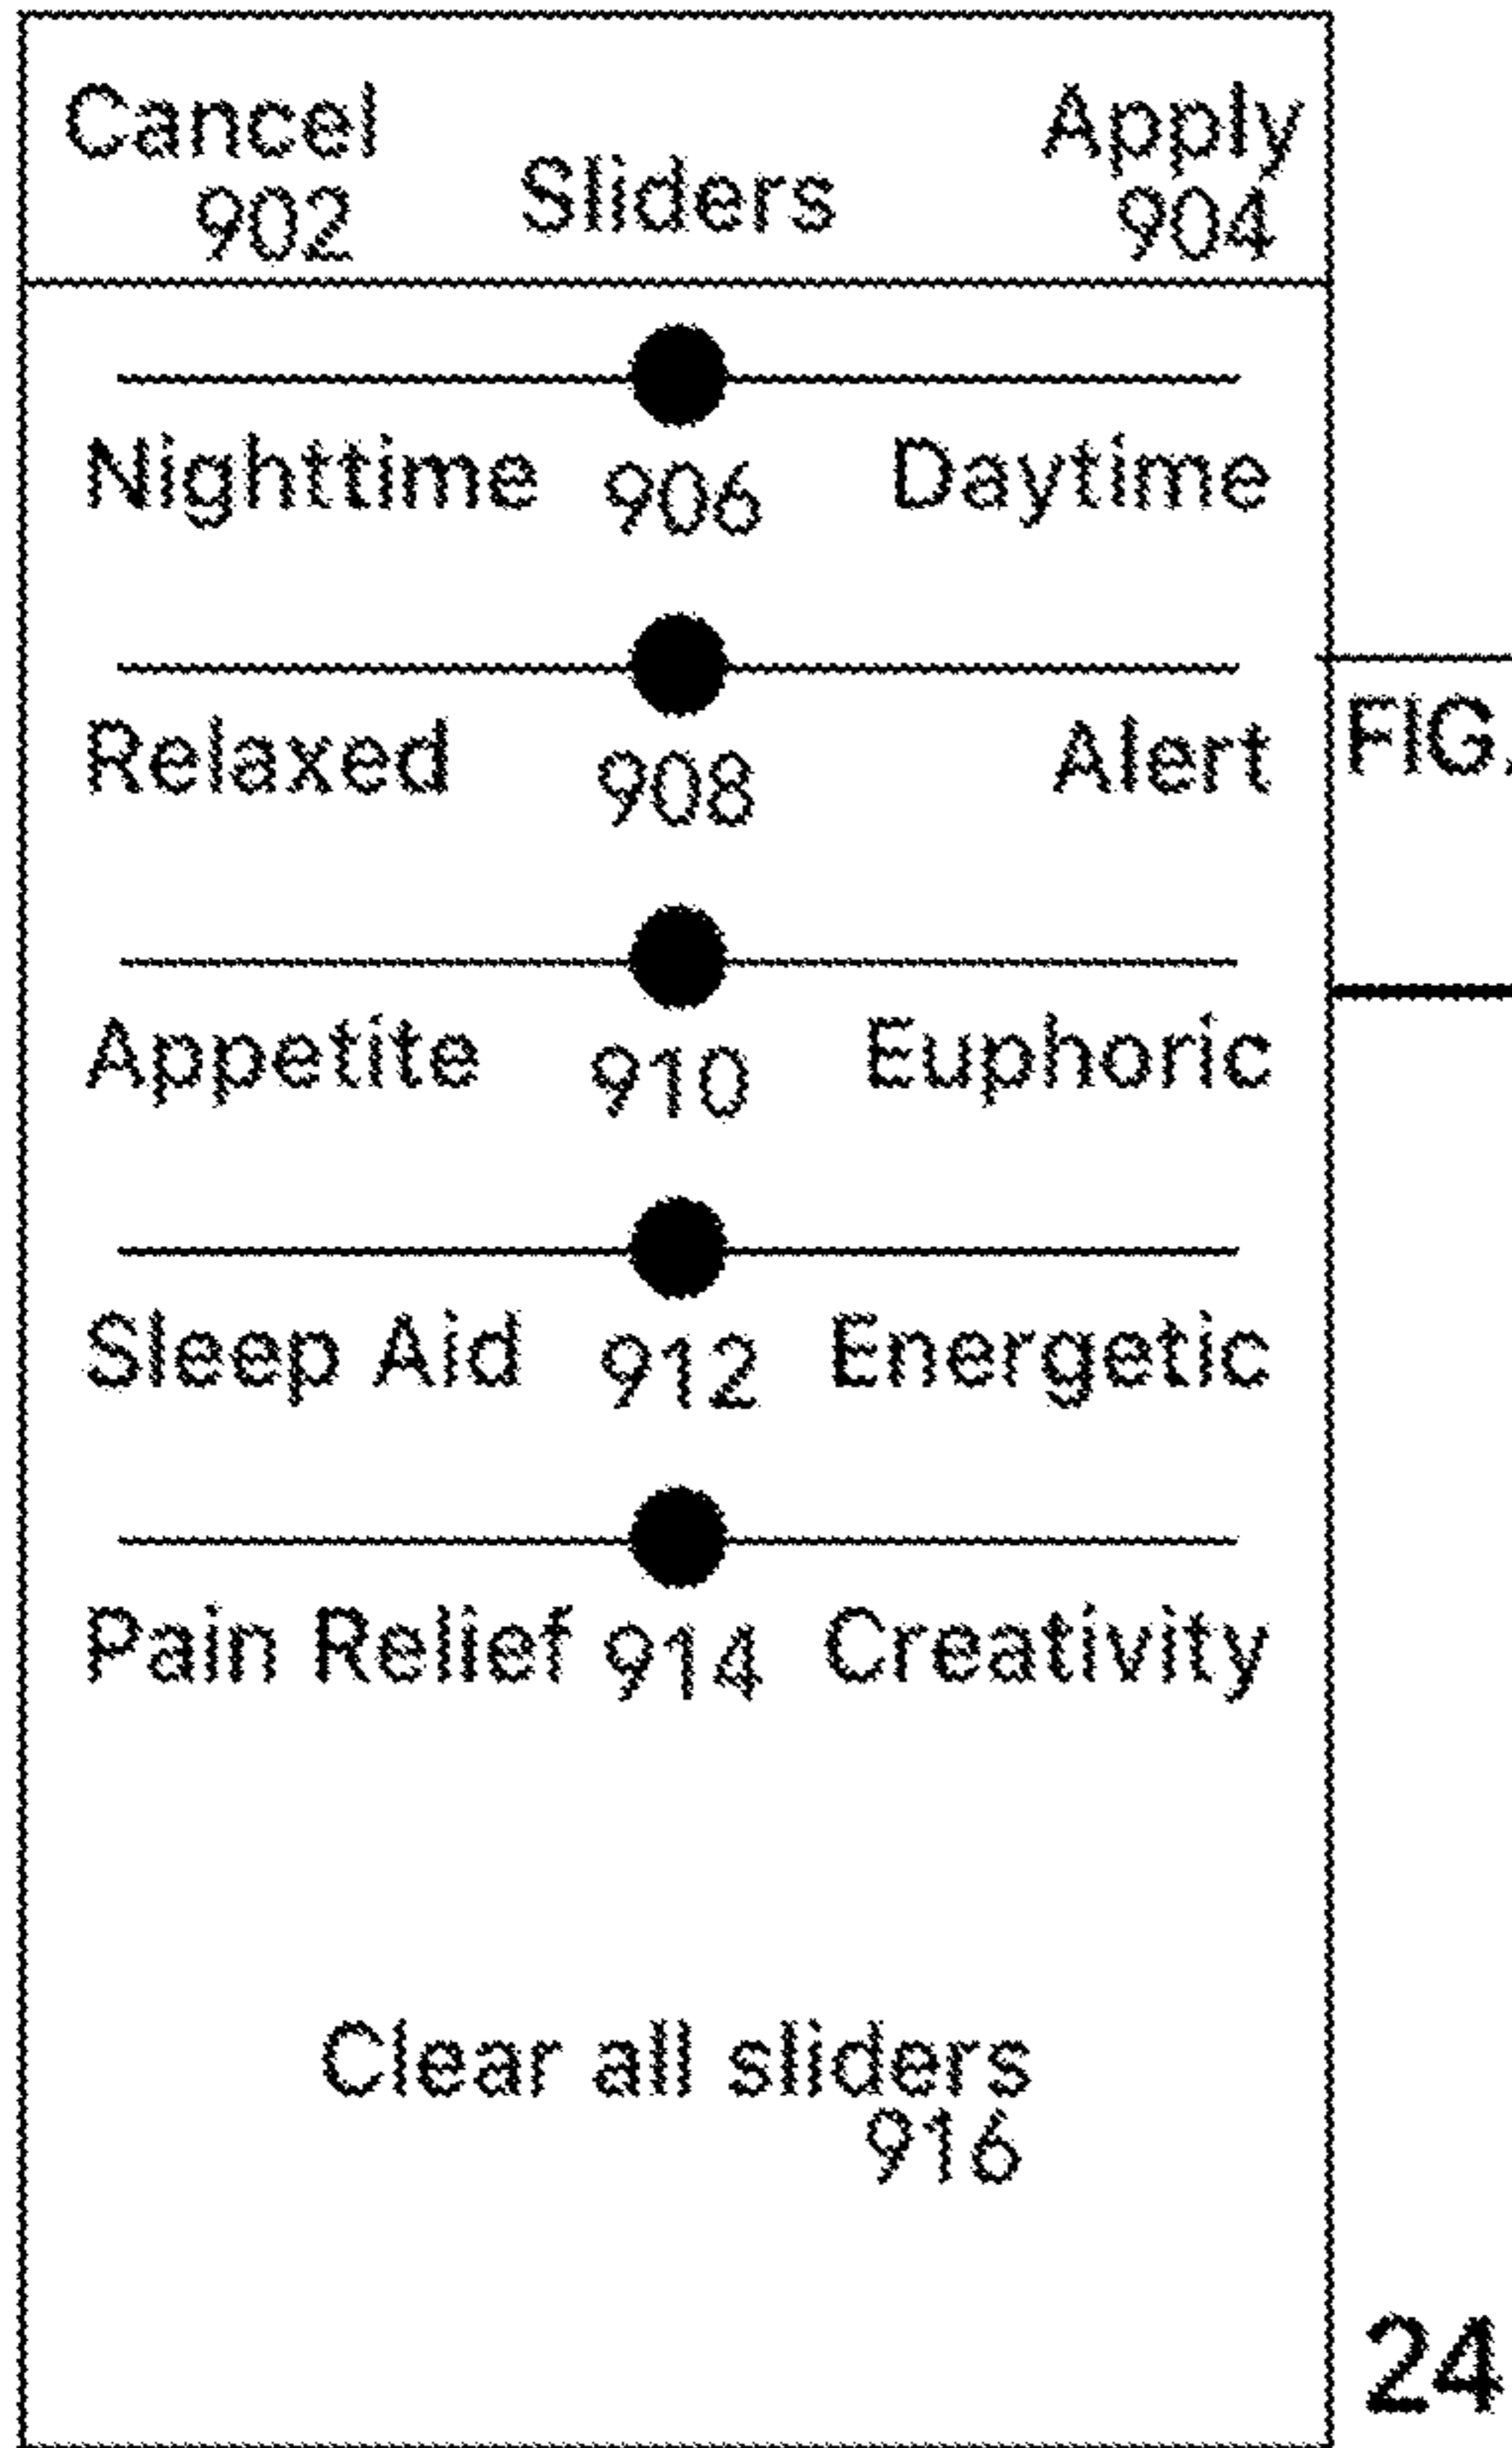 Cancel Sliders Apply
902 904
Nighttime 906 Daytime
Relaxed 908 Alert
FIG.
Appetite 910 Euphoric
Sleep Aid 912 Energetic
Pain Relief 914 Creativity
Clear all sliders
916
24